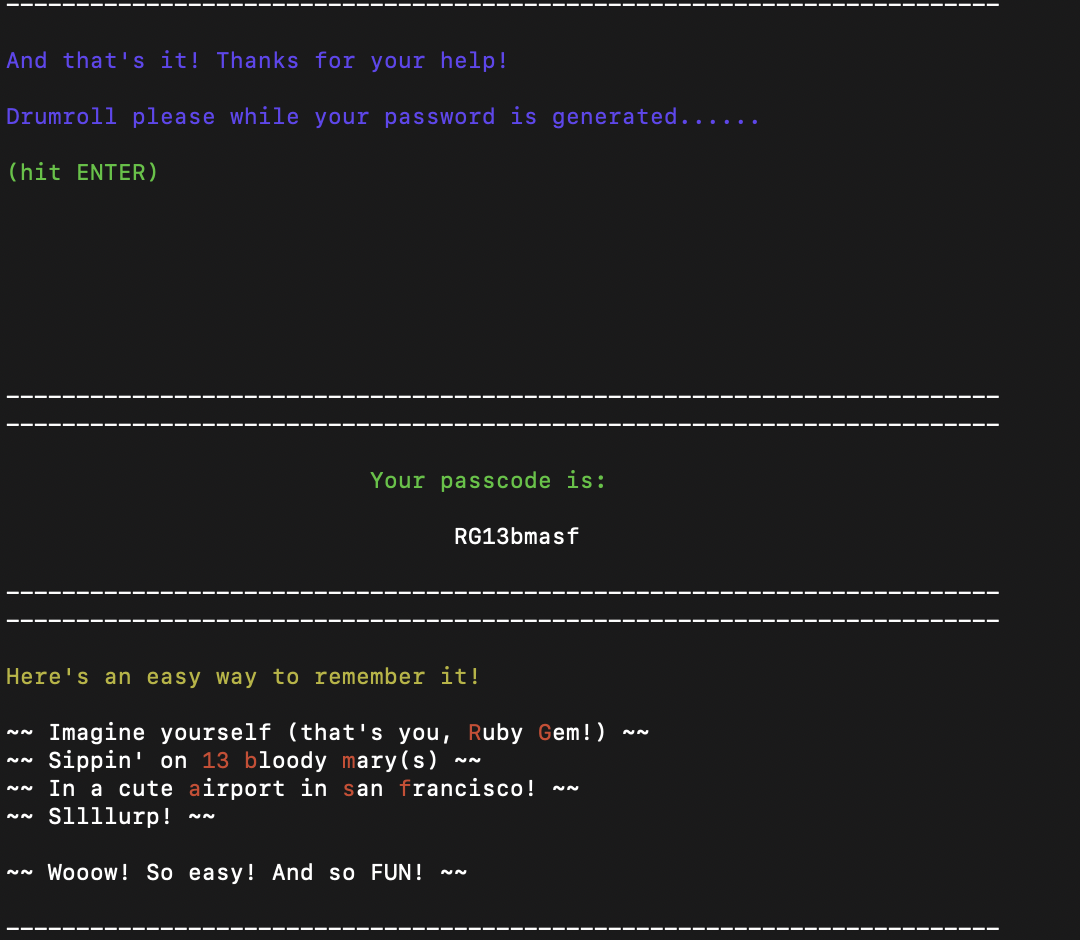 And that's it! Thanks for your help!
Drumroll please while your password is generated......
(hit ENTER)
Your passcode is:
RG13bmasf
Here's an easy way to remember it!
~~ Imagine yourself (that's you, Ruby Gem!) ~~
~~ Sippin' on 13 bloody mary(s) ~~
~~ In a cute airport in san francisco! ~~
~~ Sllllurp! ~~
~~ Wooow! So easy! And so FUN! ~~